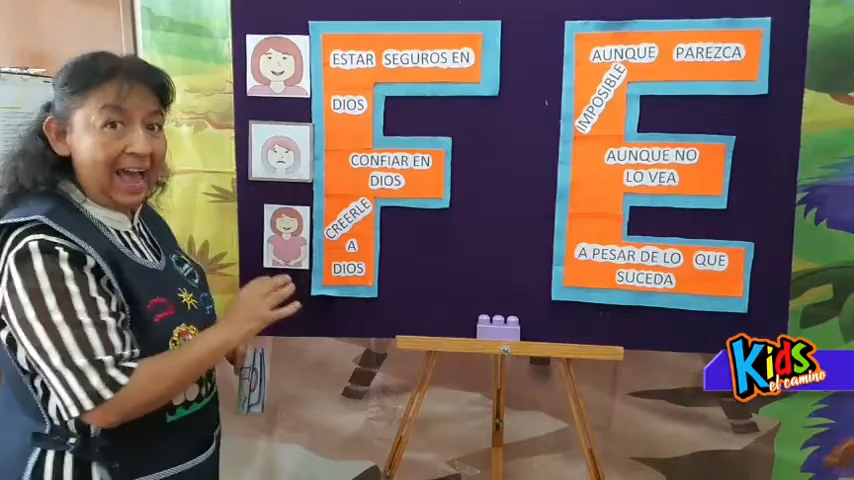 FE
ESTAR SEGUROS EN
DIOS
CONFIAR EN
DIOS
CREERLE
A
DIOS
AUNQUE PAREZCA
IMPOSIBLE
AUNQUE NO
LO VEA
A PESAR DE LO QUE
SUCEDA
Kids
el camino